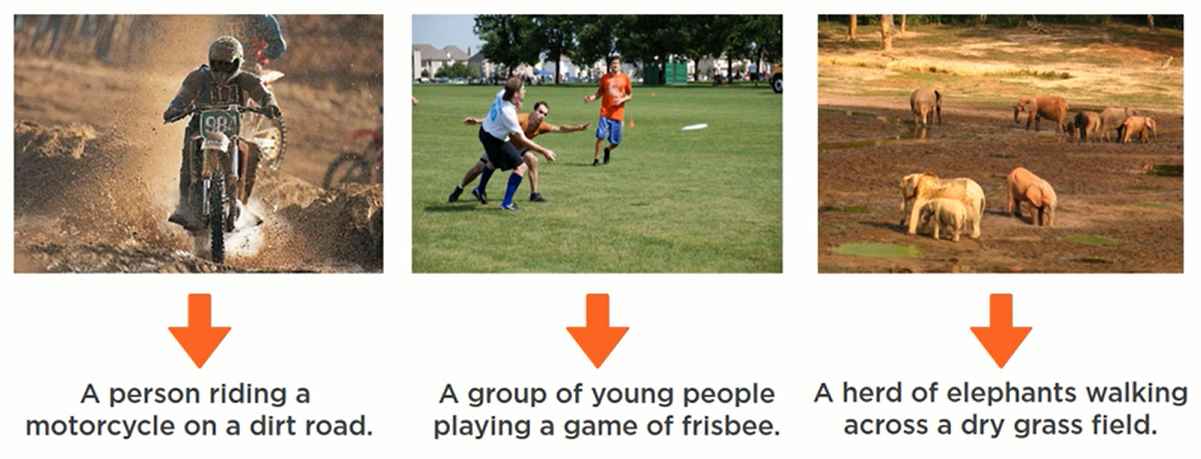 98
A person riding a
motorcycle on a dirt road.
A group of young people
playing a game of frisbee.
A herd of elephants walking
across a dry grass field.